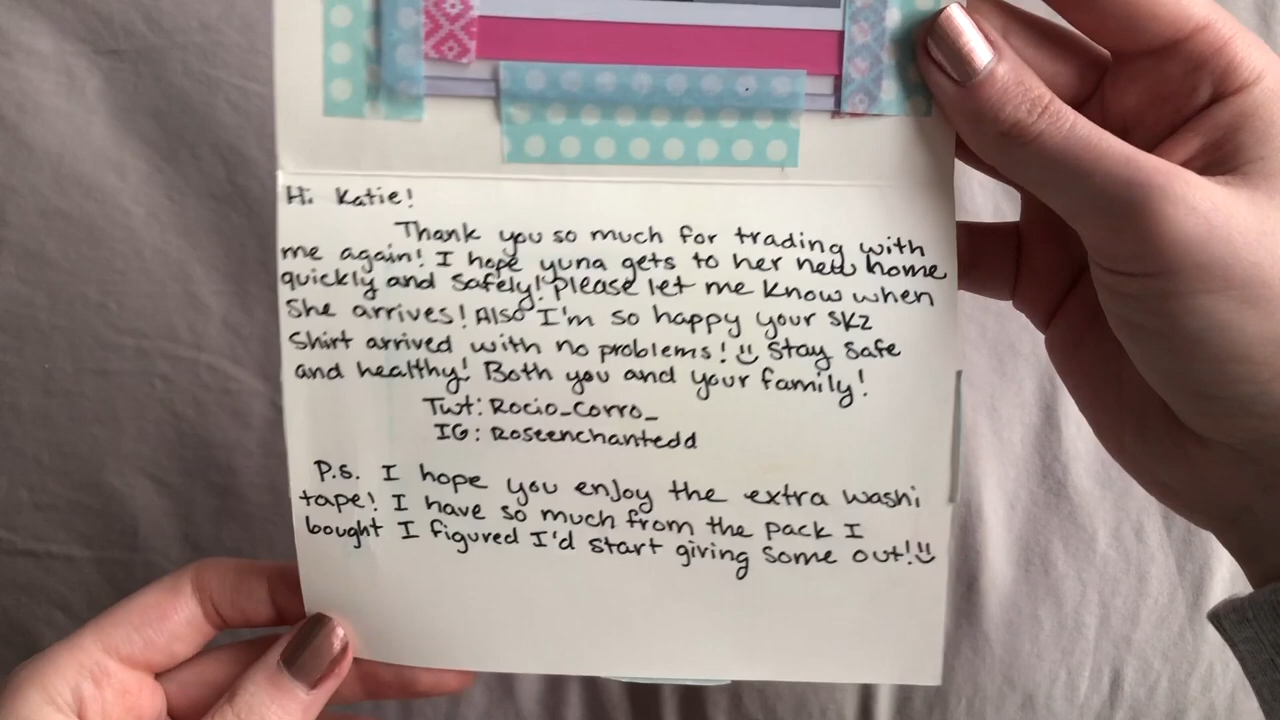 Hi Katie!
Thank you so much for trading with
me again! I hope yuna gets to her new home
quickly and safely! please let me know when
she arrives! Also I'm so happy your SKZ
shirt arrived with no problems! :) Stay safe
and healthy! Both you and your family!
Twt: Rocio_Corro_
IG: Roseenchantedd
P.s. I hope you enjoy the extra washi
tape! I have so much from the pack I
bought I figured I'd start giving some out! :)